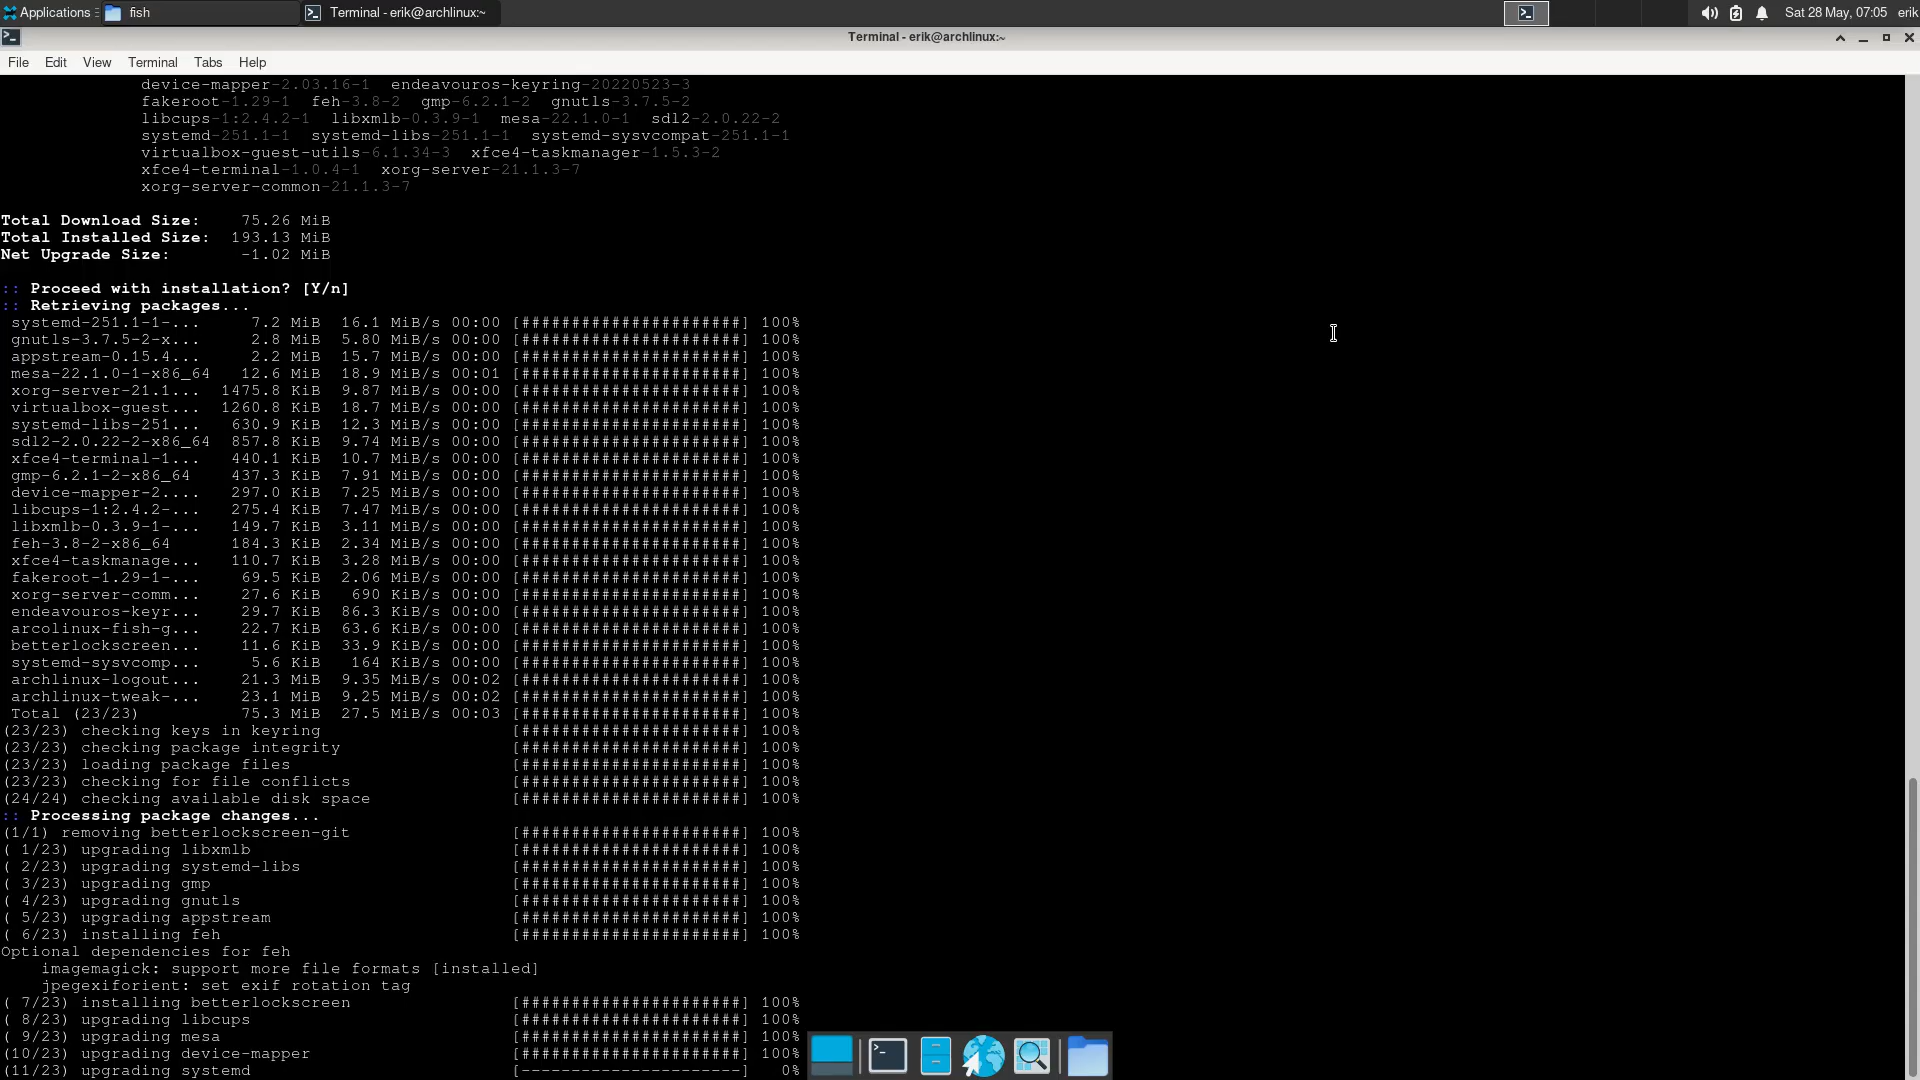 Applications
fish
Terminal - erik@archlinux:~
Sat 28 May, 07:05
erik
Terminal - erik@archlinux:~
File Edit View Terminal Tabs Help
device-mapper-2.03.16-1  endeavouros-keyring-20220523-3
fakeroot-1.29-1  feh-3.8-2  gmp-6.2.1-2  gnutls-3.7.5-2
libcups-1:2.4.2-1  libxmlb-0.3.9-1  mesa-22.1.0-1  sdl2-2.0.22-2
systemd-251.1-1  systemd-libs-251.1-1  systemd-sysvcompat-251.1-1
virtualbox-guest-utils-6.1.34-3  xfce4-taskmanager-1.5.3-2
xfce4-terminal-1.0.4-1  xorg-server-21.1.3-7
xorg-server-common-21.1.3-7
Total Download Size:    75.26 MiB
Total Installed Size:  193.13 MiB
Net Upgrade Size:       -1.02 MiB
:: Proceed with installation? [Y/n]
:: Retrieving packages...
systemd-251.1-1-...     7.2 MiB  16.1 MiB/s 00:00 [######################] 100%
gnutls-3.7.5-2-x...     2.8 MiB  5.80 MiB/s 00:00 [######################] 100%
appstream-0.15.4...     2.2 MiB  15.7 MiB/s 00:00 [######################] 100%
mesa-22.1.0-1-x86_64   12.6 MiB  18.9 MiB/s 00:01 [######################] 100%
xorg-server-21.1...  1475.8 KiB  9.87 MiB/s 00:00 [######################] 100%
virtualbox-guest...  1260.8 KiB  18.7 MiB/s 00:00 [######################] 100%
systemd-libs-251...   630.9 KiB  12.3 MiB/s 00:00 [######################] 100%
sdl2-2.0.22-2-x86_64  857.8 KiB  9.74 MiB/s 00:00 [######################] 100%
xfce4-terminal-1...   440.1 KiB  10.7 MiB/s 00:00 [######################] 100%
gmp-6.2.1-2-x86_64    437.3 KiB  7.91 MiB/s 00:00 [######################] 100%
device-mapper-2....   297.0 KiB  7.25 MiB/s 00:00 [######################] 100%
libcups-1:2.4.2-...   275.4 KiB  7.47 MiB/s 00:00 [######################] 100%
libxmlb-0.3.9-1-...   149.7 KiB  3.11 MiB/s 00:00 [######################] 100%
feh-3.8-2-x86_64      184.3 KiB  2.34 MiB/s 00:00 [######################] 100%
xfce4-taskmanage...   110.7 KiB  3.28 MiB/s 00:00 [######################] 100%
fakeroot-1.29-1-...    69.5 KiB  2.06 MiB/s 00:00 [######################] 100%
xorg-server-comm...    27.6 KiB   690 KiB/s 00:00 [######################] 100%
endeavouros-keyr...    29.7 KiB  86.3 KiB/s 00:00 [######################] 100%
arcolinux-fish-g...    22.7 KiB  63.6 KiB/s 00:00 [######################] 100%
betterlockscreen...    11.6 KiB  33.9 KiB/s 00:00 [######################] 100%
systemd-sysvcomp...     5.6 KiB   164 KiB/s 00:00 [######################] 100%
archlinux-logout...    21.3 MiB  9.35 MiB/s 00:02 [######################] 100%
archlinux-tweak-...    23.1 MiB  9.25 MiB/s 00:02 [######################] 100%
Total (23/23)          75.3 MiB  27.5 MiB/s 00:03 [######################] 100%
(23/23) checking keys in keyring                   [######################] 100%
(23/23) checking package integrity                 [######################] 100%
(23/23) loading package files                      [######################] 100%
(23/23) checking for file conflicts                [######################] 100%
(24/24) checking available disk space              [######################] 100%
:: Processing package changes...
(1/1) removing betterlockscreen-git                [######################] 100%
( 1/23) upgrading libxmlb                          [######################] 100%
( 2/23) upgrading systemd-libs                     [######################] 100%
( 3/23) upgrading gmp                              [######################] 100%
( 4/23) upgrading gnutls                           [######################] 100%
( 5/23) upgrading appstream                        [######################] 100%
( 6/23) installing feh                             [######################] 100%
Optional dependencies for feh
imagemagick: support more file formats [installed]
jpegexiforient: set exif rotation tag
( 7/23) installing betterlockscreen                [######################] 100%
( 8/23) upgrading libcups                          [######################] 100%
( 9/23) upgrading mesa                             [######################] 100%
(10/23) upgrading device-mapper                    [######################] 100%
(11/23) upgrading systemd                          [----------------------]   0%